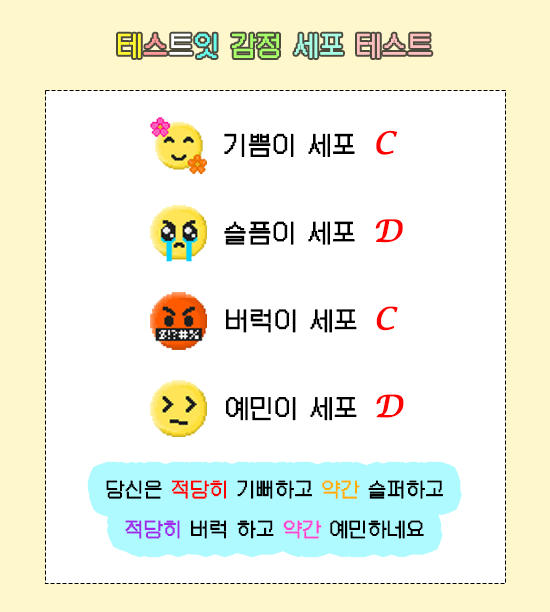 테스트잇 감정 세포 테스트
기쁨이 세포 C
슬픔이 세포 D
버럭이 세포 C
$!?#%
예민이 세포 D
당신은 적당히 기뻐하고 약간 슬퍼하고
적당히 버럭 하고 약간 예민하네요